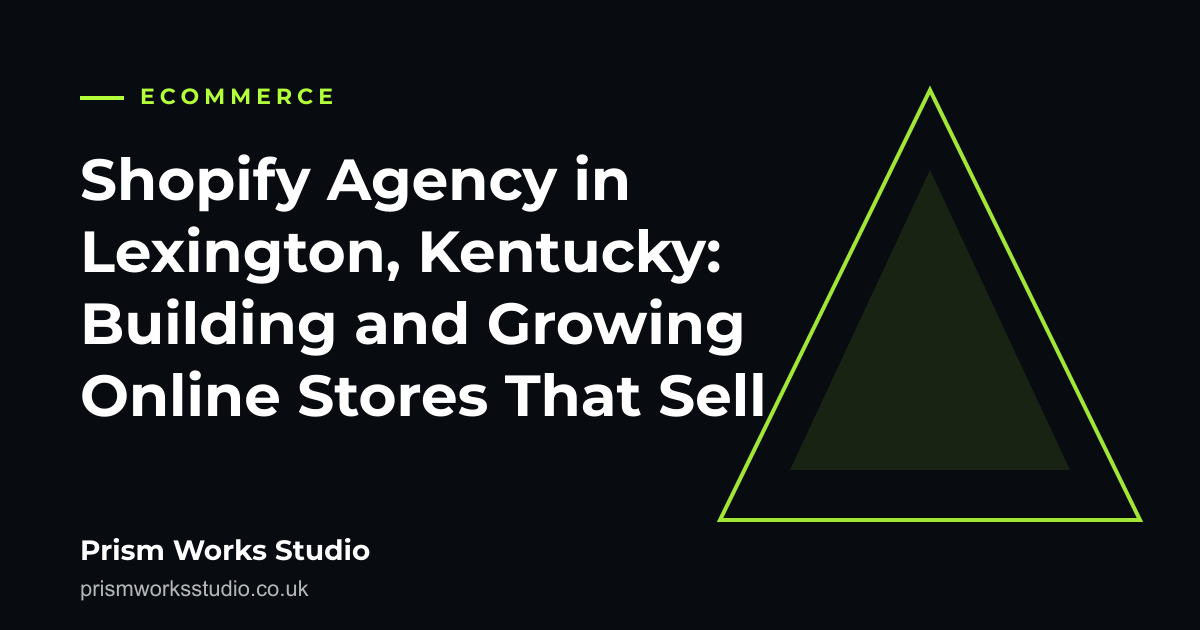 ECOMMERCE
Shopify Agency in
Lexington, Kentucky:
Building and Growing
Online Stores That Sell
Prism Works Studio
prismworksstudio.co.uk